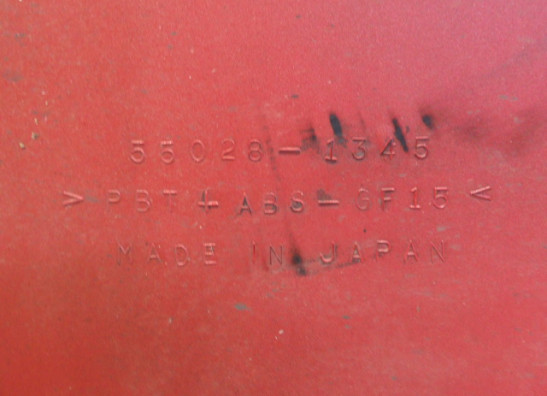 55028-1345
>PBT+ABS-GF15<
MADE IN JAPAN